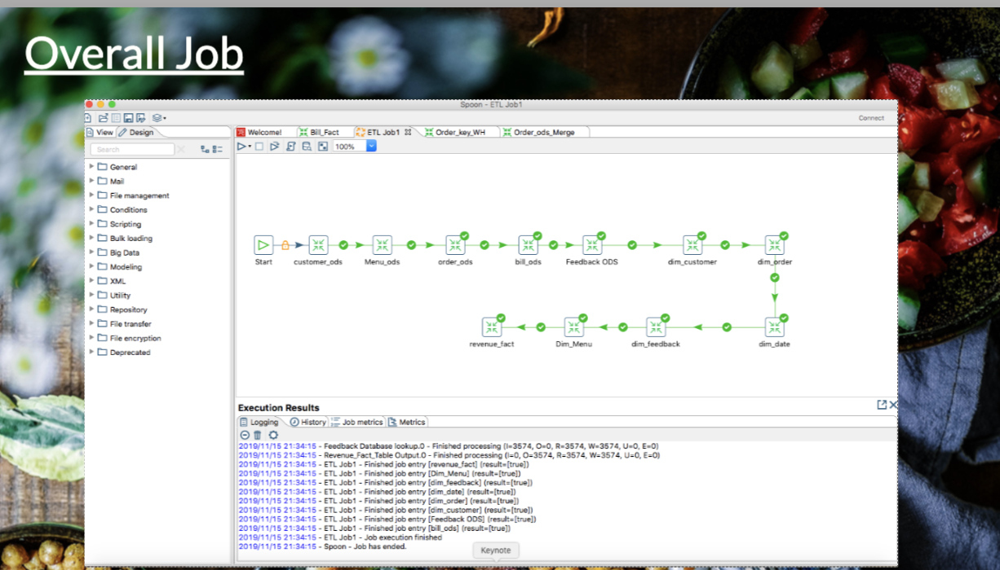 Overall Job
Spoon - ETL Job1
Connect
View Design
Welcome! Bill_Fact ETL Job1 Order_key_WH Order_ods_Merge
Search
100%
General
Mail
File management
Conditions
Scripting
Bulk loading
Big Data
Modeling
XML
Utility
Repository
File transfer
File encryption
Deprecated
Start customer_ods Menu_ods order_ods bill_ods Feedback ODS dim_customer dim_order
revenue_fact Dim_Menu dim_feedback dim_date
Execution Results
Logging History Job metrics Metrics
2019/11/15 21:34:15 - Feedback Database lookup.0 - Finished processing (I=3574, O=0, R=3574, W=3574, U=0, E=0)
2019/11/15 21:34:15 - Revenue_Fact_Table Output.0 - Finished processing (I=0, O=3574, R=3574, W=3574, U=0, E=0)
2019/11/15 21:34:15 - ETL Job1 - Finished job entry [revenue_fact] (result=[true])
2019/11/15 21:34:15 - ETL Job1 - Finished job entry [Dim_Menu] (result=[true])
2019/11/15 21:34:15 - ETL Job1 - Finished job entry [dim_feedback] (result=[true])
2019/11/15 21:34:15 - ETL Job1 - Finished job entry [dim_date] (result=[true])
2019/11/15 21:34:15 - ETL Job1 - Finished job entry [dim_order] (result=[true])
2019/11/15 21:34:15 - ETL Job1 - Finished job entry [dim_customer] (result=[true])
2019/11/15 21:34:15 - ETL Job1 - Finished job entry [Feedback ODS] (result=[true])
2019/11/15 21:34:15 - ETL Job1 - Finished job entry [bill_ods] (result=[true])
2019/11/15 21:34:15 - ETL Job1 - Job execution finished
2019/11/15 21:34:15 - Spoon - Job has ended.
Keynote